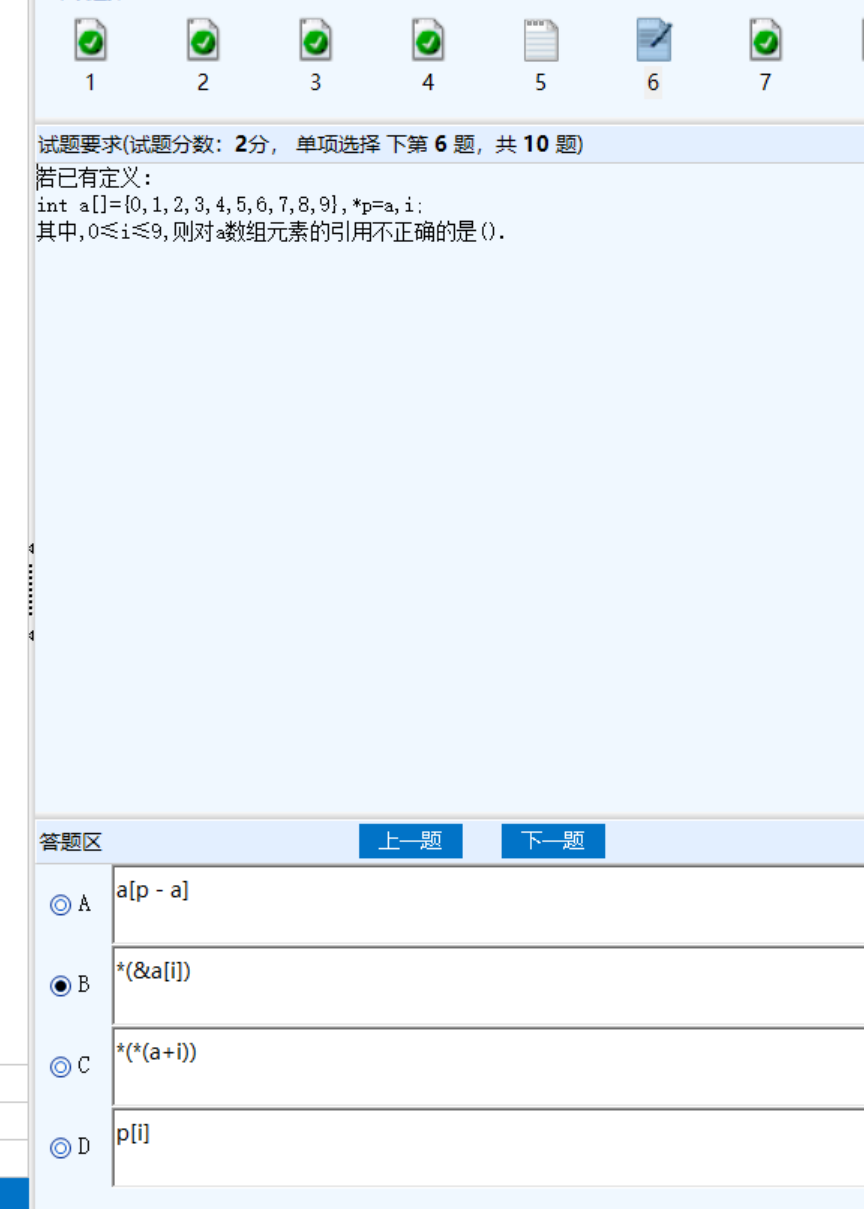 1 2 3 4 5 6 7
试题要求(试题分数：2分， 单项选择 下第 6 题，共 10 题)
若已有定义:
int a[]={0,1,2,3,4,5,6,7,8,9},*p=a,i;
其中,0≤i≤9,则对a数组元素的引用不正确的是().
答题区 上一题 下一题
A a[p - a]
B *(&a[i])
C *(*(a+i))
D p[i]